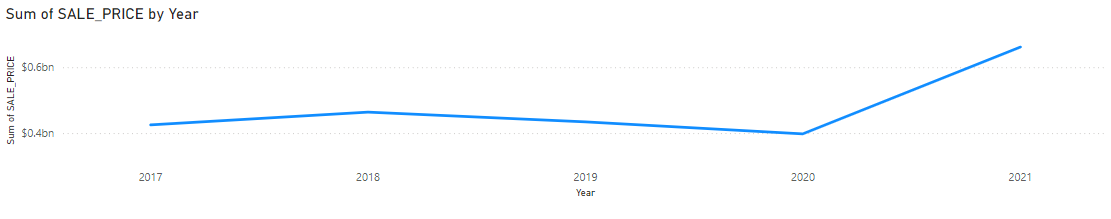 Sum of SALE_PRICE by Year
Sum of SALE_PRICE
$0.6bn
$0.4bn
2017 2018 2019 2020 2021
Year